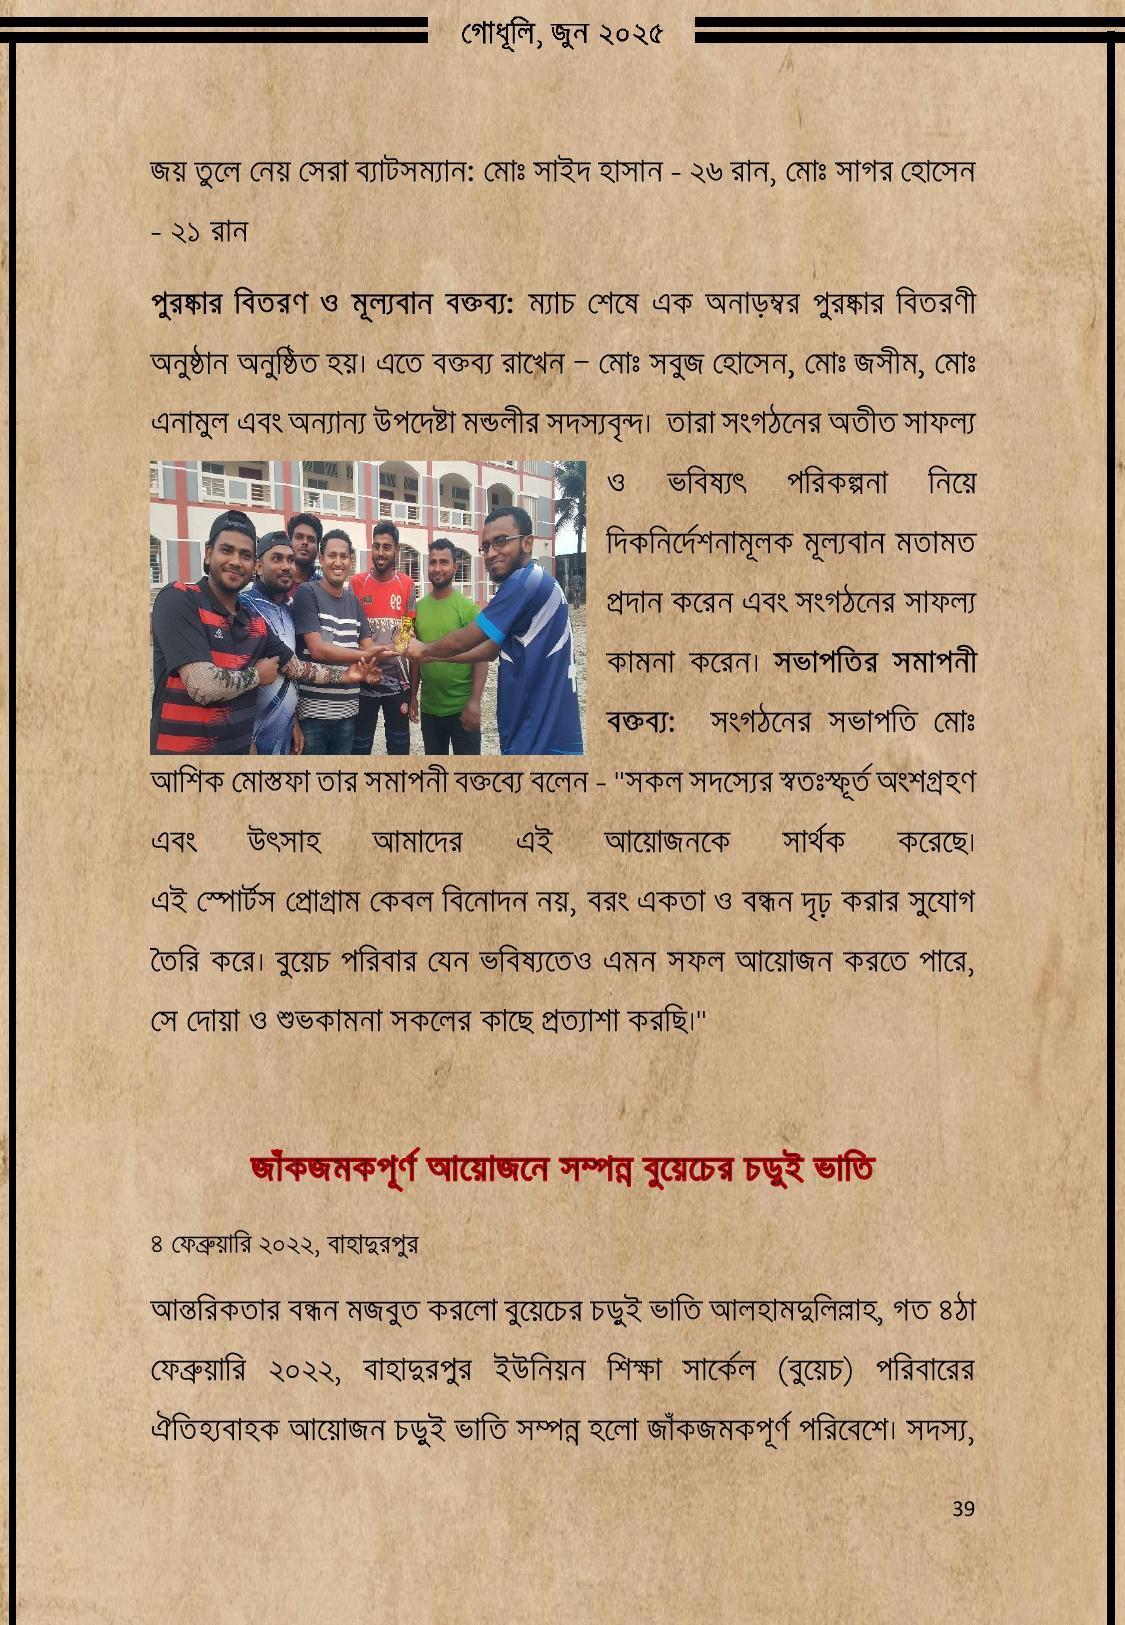 গোধূলি, জুন ২০২৫
জয় তুলে নেয় সেরা ব্যাটসম্যান: মোঃ সাইদ হাসান - ২৬ রান, মোঃ সাগর হোসেন
- ২১ রান
পুরষ্কার বিতরণ ও মূল্যবান বক্তব্য: ম্যাচ শেষে এক অনাড়ম্বর পুরষ্কার বিতরণী
অনুষ্ঠান অনুষ্ঠিত হয়। এতে বক্তব্য রাখেন – মোঃ সবুজ হোসেন, মোঃ জসীম, মোঃ
এনামুল এবং অন্যান্য উপদেষ্টা মন্ডলীর সদস্যবৃন্দ। তারা সংগঠনের অতীত সাফল্য
ও ভবিষ্যৎ পরিকল্পনা নিয়ে
দিকনির্দেশনামূলক মূল্যবান মতামত
প্রদান করেন এবং সংগঠনের সাফল্য
কামনা করেন। সভাপতির সমাপনী
বক্তব্য: সংগঠনের সভাপতি মোঃ
আশিক মোস্তফা তার সমাপনী বক্তব্যে বলেন - "সকল সদস্যের স্বতঃস্ফূর্ত অংশগ্রহণ
এবং উৎসাহ আমাদের এই আয়োজনকে সার্থক করেছে।
এই স্পোর্টস প্রোগ্রাম কেবল বিনোদন নয়, বরং একতা ও বন্ধন দৃঢ় করার সুযোগ
তৈরি করে। বুয়েচ পরিবার যেন ভবিষ্যতেও এমন সফল আয়োজন করতে পারে,
সে দোয়া ও শুভকামনা সকলের কাছে প্রত্যাশা করছি।"
জাঁকজমকপূর্ণ আয়োজনে সম্পন্ন বুয়েচের চড়ুই ভাতি
৪ ফেব্রুয়ারি ২০২২, বাহাদুরপুর
আন্তরিকতার বন্ধন মজবুত করলো বুয়েচের চড়ুই ভাতি আলহামদুলিল্লাহ, গত ৪ঠা
ফেব্রুয়ারি ২০২২, বাহাদুরপুর ইউনিয়ন শিক্ষা সার্কেল (বুয়েচ) পরিবারের
ঐতিহ্যবাহক আয়োজন চড়ুই ভাতি সম্পন্ন হলো জাঁকজমকপূর্ণ পরিবেশে। সদস্য,
39